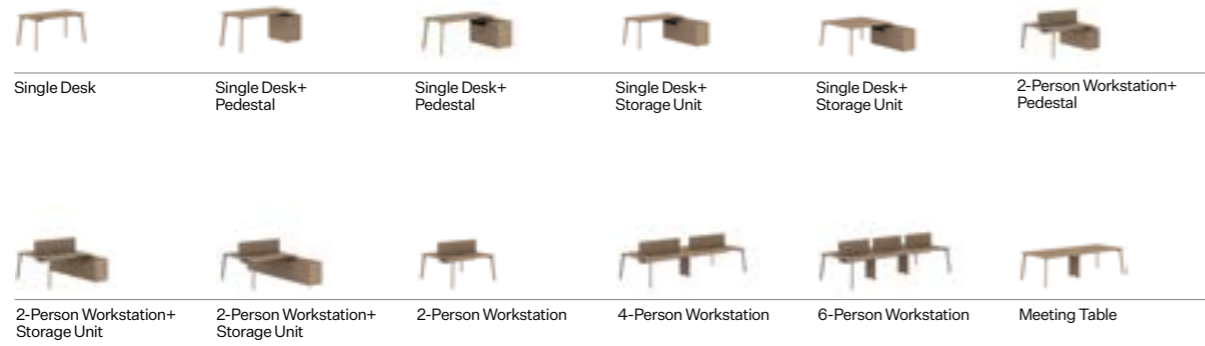 Single Desk
Single Desk+
Pedestal
Single Desk+
Pedestal
Single Desk+
Storage Unit
Single Desk+
Storage Unit
2-Person Workstation+
Pedestal
2-Person Workstation+
Storage Unit
2-Person Workstation+
Storage Unit
2-Person Workstation
4-Person Workstation
6-Person Workstation
Meeting Table